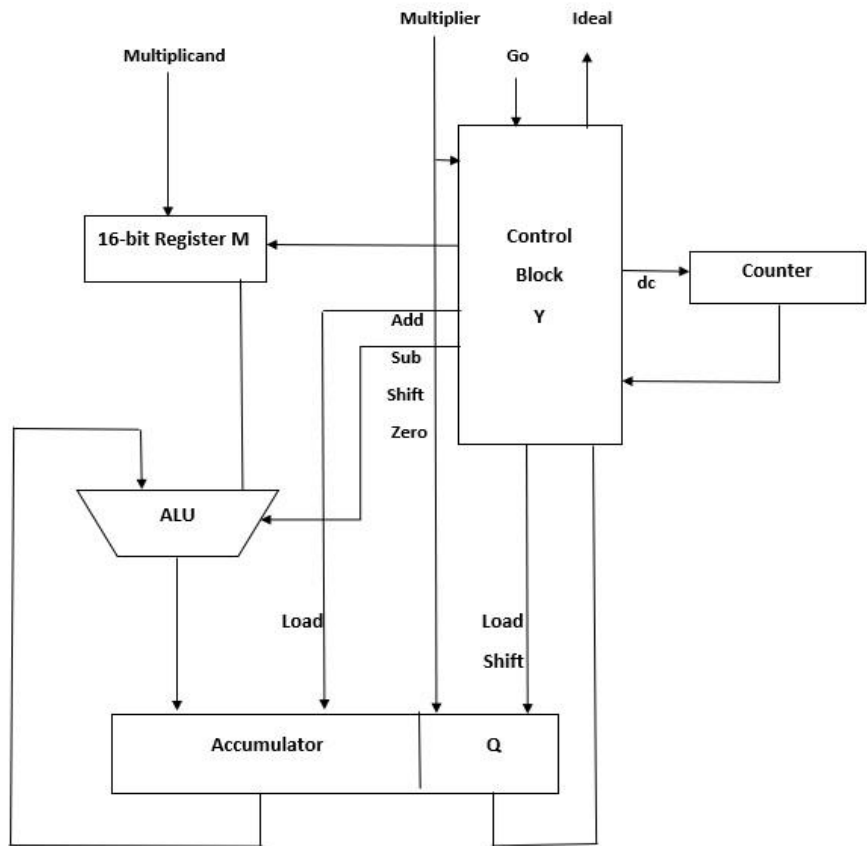 Multiplier
Ideal
Multiplicand
Go
16-bit Register M
Control
Block
Y
Counter
dc
Add
Sub
Shift
Zero
ALU
Load
Load
Shift
Accumulator
Q